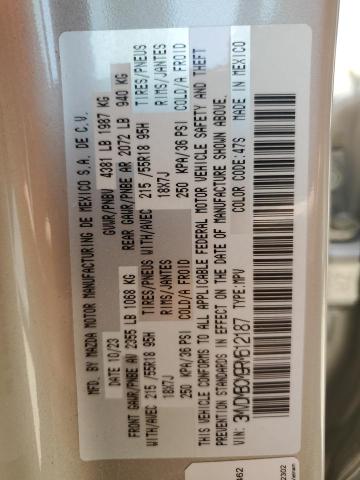 MFD. BY MAZDA MOTOR MANUFACTURING DE MEXICO S.A. DE C.V.
DATE 10/23 GVWR/PNBV 4381 LB 1987 KG
FRONT GAWR/PNBE AV 2355 LB 1068 KG REAR GAWR/PNBE AR 2072 LB 940 KG
TIRES/PNEUS WITH/AVEC 215 /55R18 95H TIRES/PNEUS WITH/AVEC 215 /55R18 95H
RIMS/JANTES 18X7J RIMS/JANTES 18X7J
COLD/A FROID 250 KPA/36 PSI COLD/A FROID 250 KPA/36 PSI
THIS VEHICLE CONFORMS TO ALL APPLICABLE FEDERAL MOTOR VEHICLE SAFETY AND THEFT
STANDARDS IN EFFECT ON THE DATE OF MANUFACTURE SHOWN ABOVE.
VIN: TYPE: MPV COLOR: 47S MADE IN MEXICO
2302